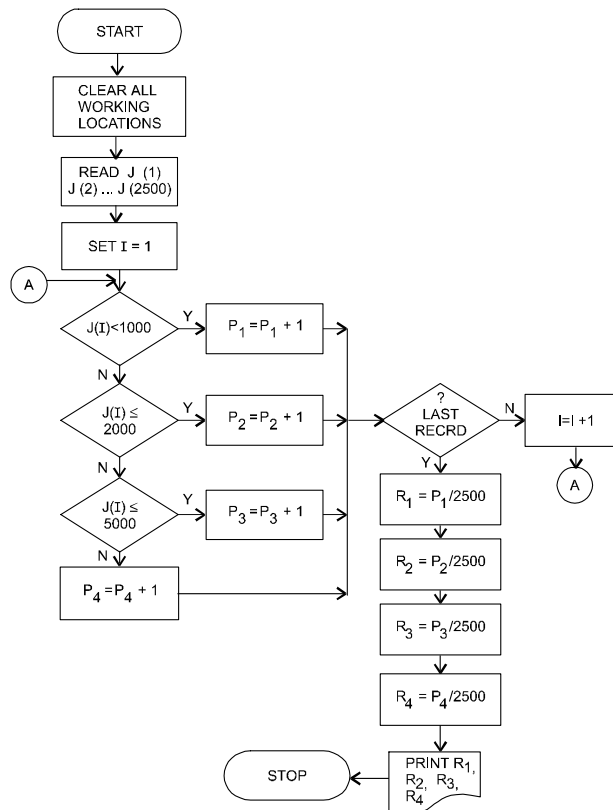 START
CLEAR ALL
WORKING
LOCATIONS
READ J (1)
J (2) ... J (2500)
SET I = 1
A
J(I)<1000
Y
P1 = P1 + 1
N
J(I) ≤
2000
Y
P2 = P2 + 1
N
J(I) ≤
5000
Y
P3 = P3 + 1
N
P4 = P4 + 1
?
LAST
RECRD
N
I=I +1
A
Y
R1 = P1/2500
R2 = P2/2500
R3 = P3/2500
R4 = P4/2500
PRINT R1,
R2, R3,
R4
STOP